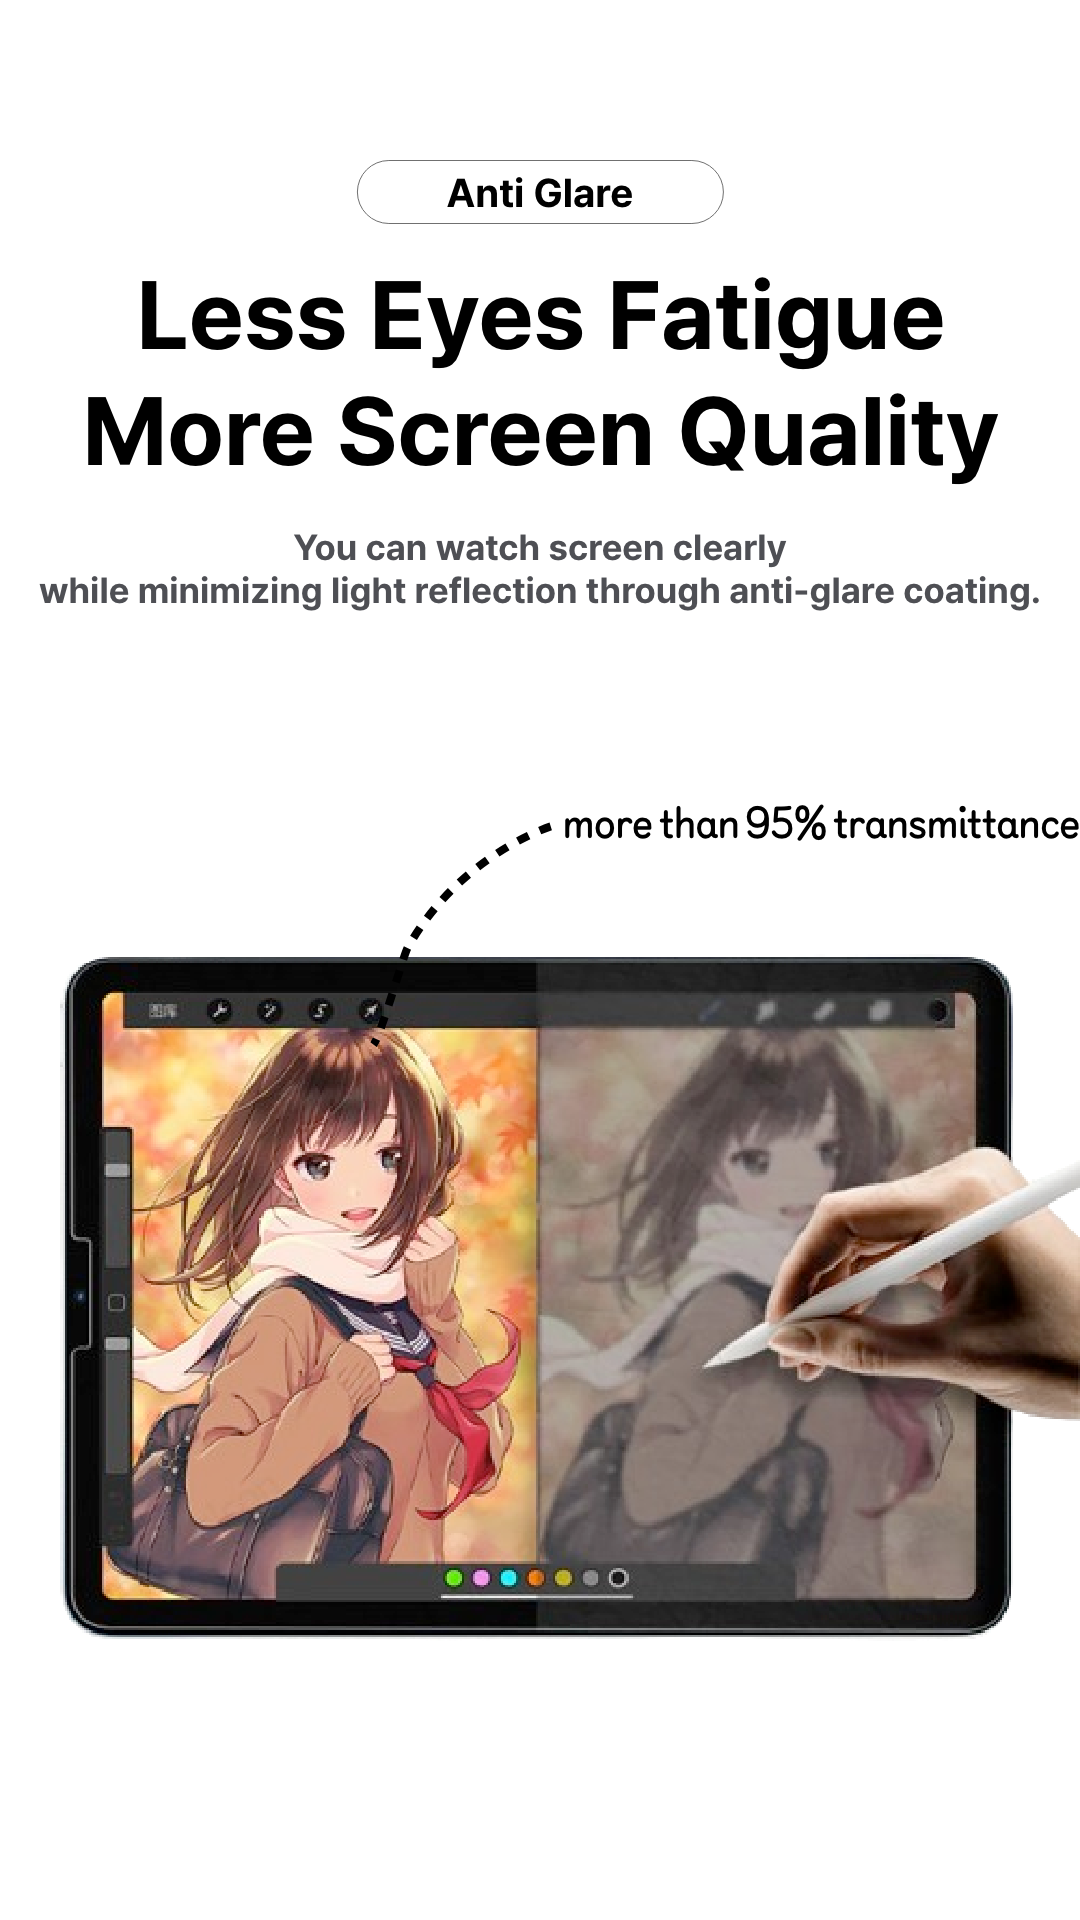 Anti Glare
Less Eyes Fatigue
More Screen Quality
You can watch screen clearly
while minimizing light reflection through anti-glare coating.
more than 95% transmittance
图库